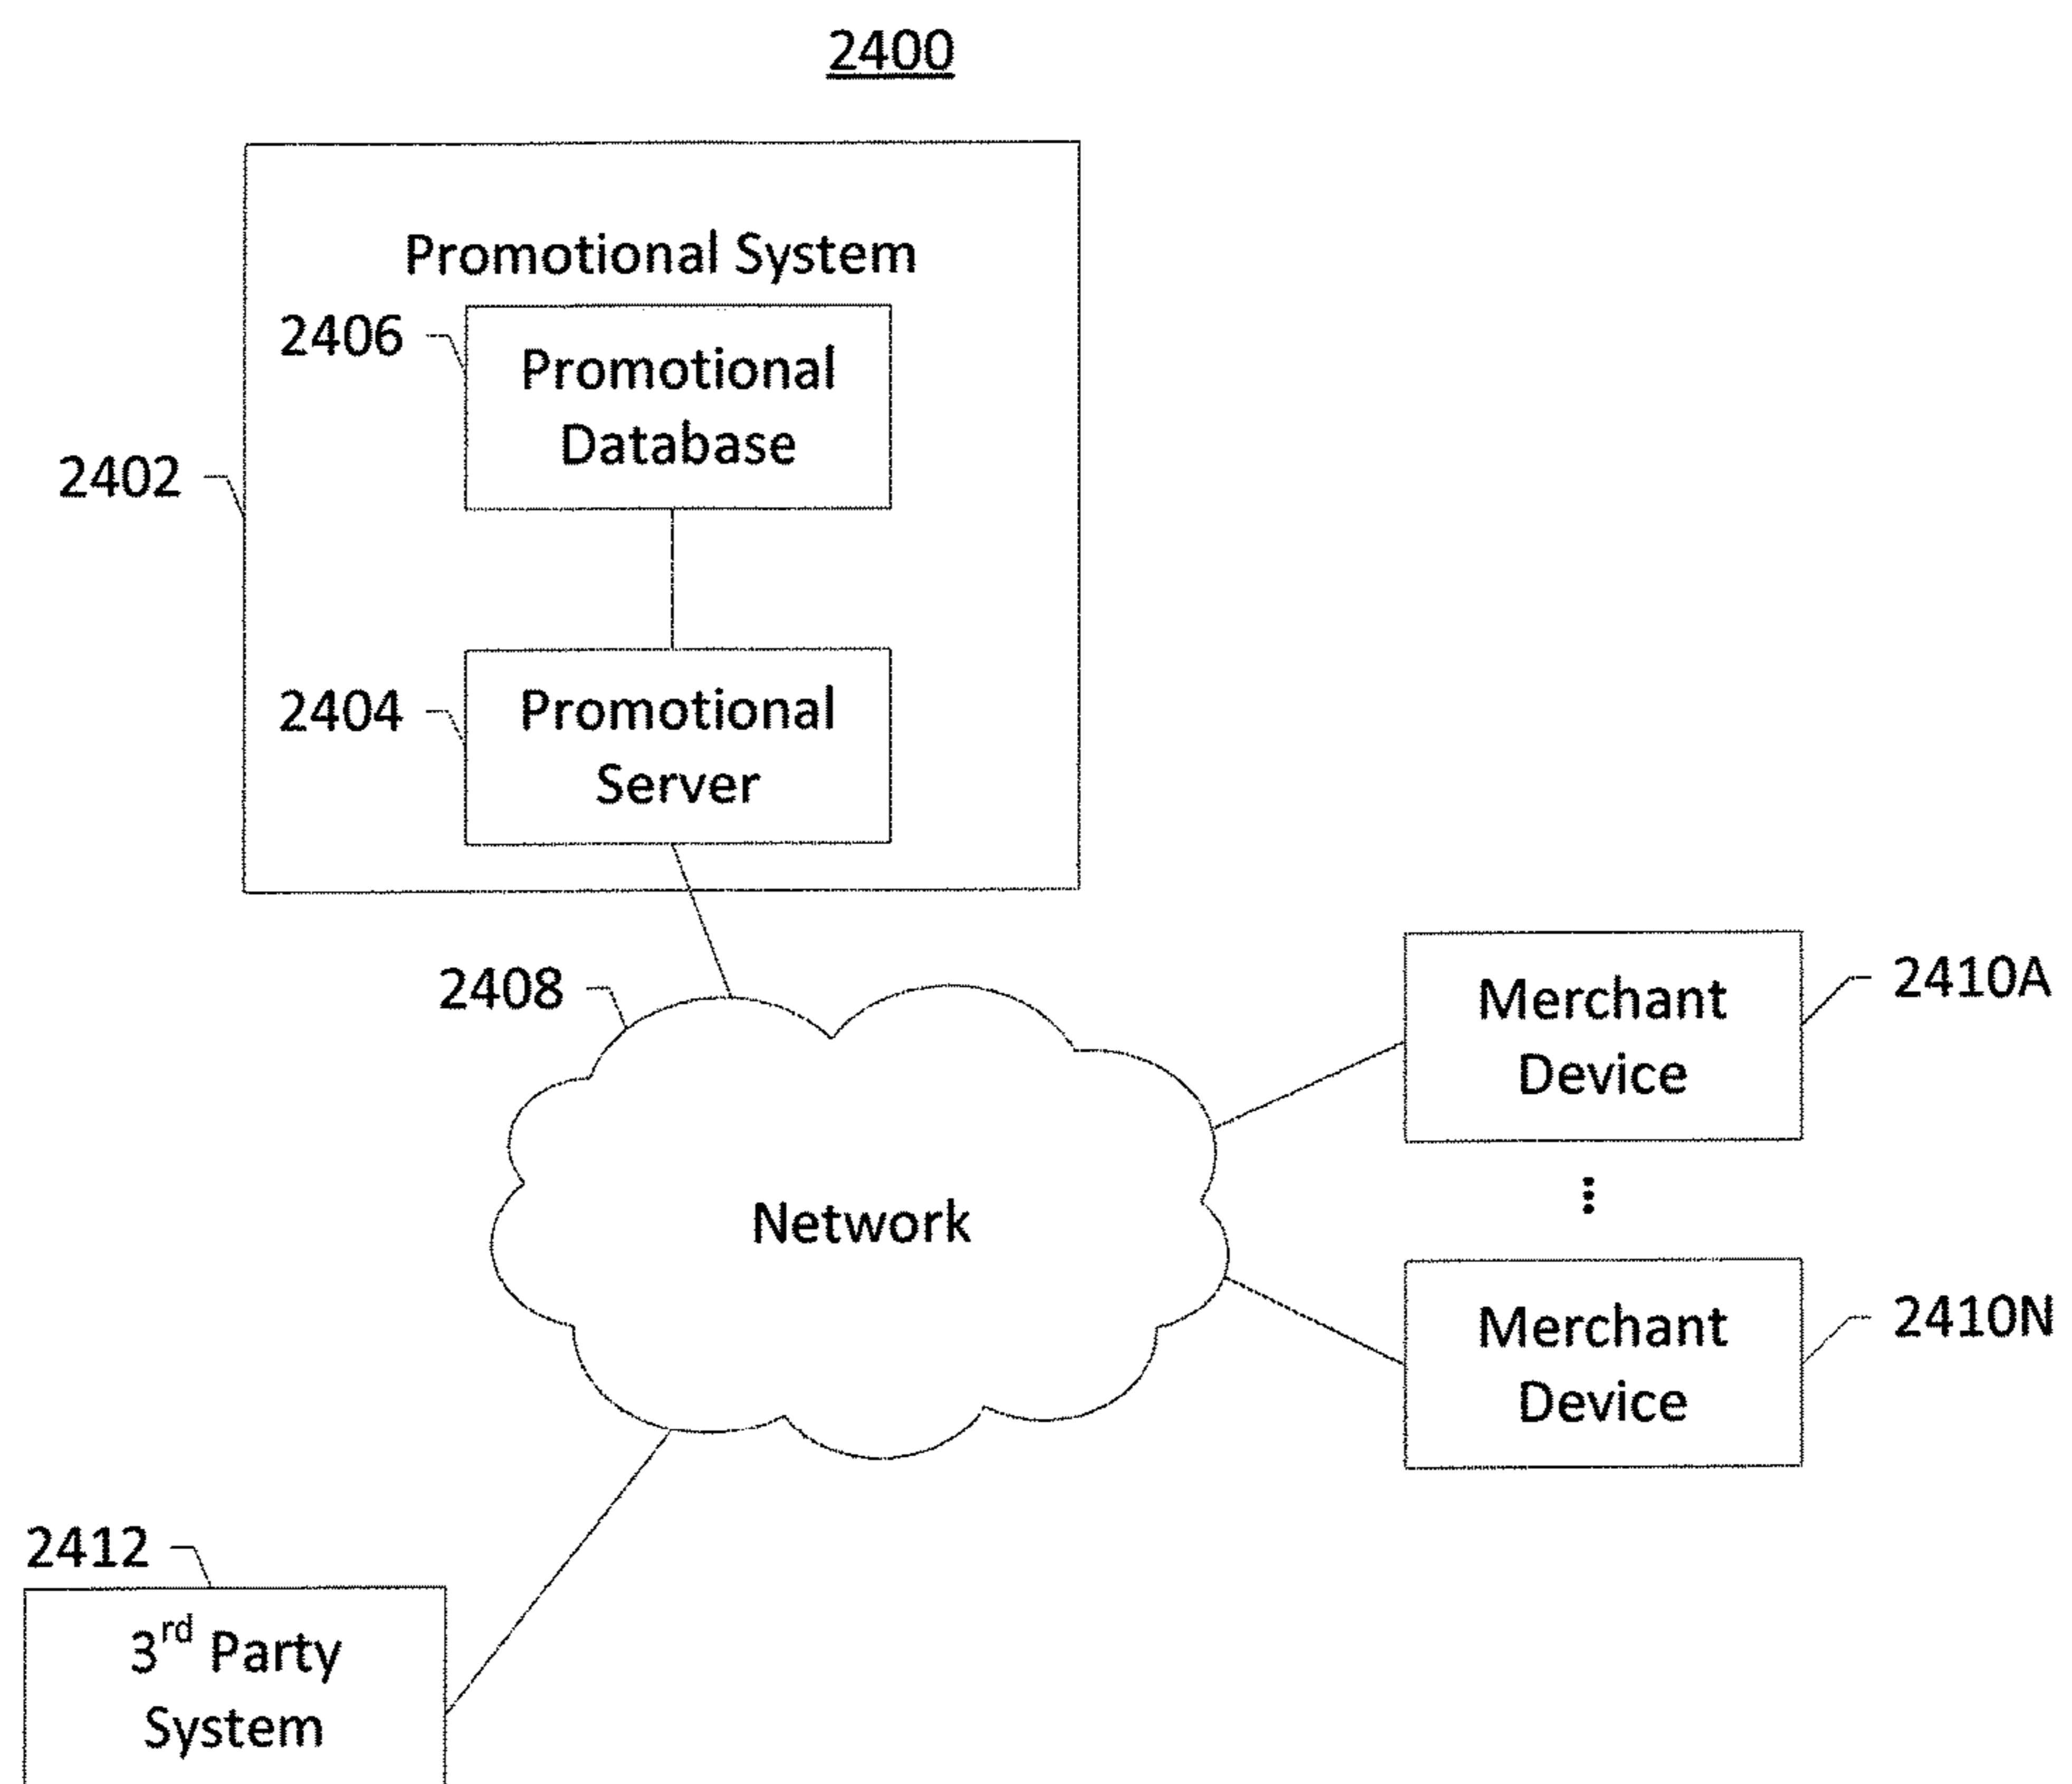 2400
Promotional System
2406
Promotional
Database
2402
2404
Promotional
Server
2408
Merchant
Device
2410A
Network
Merchant
Device
2410N
2412
3rd Party
System